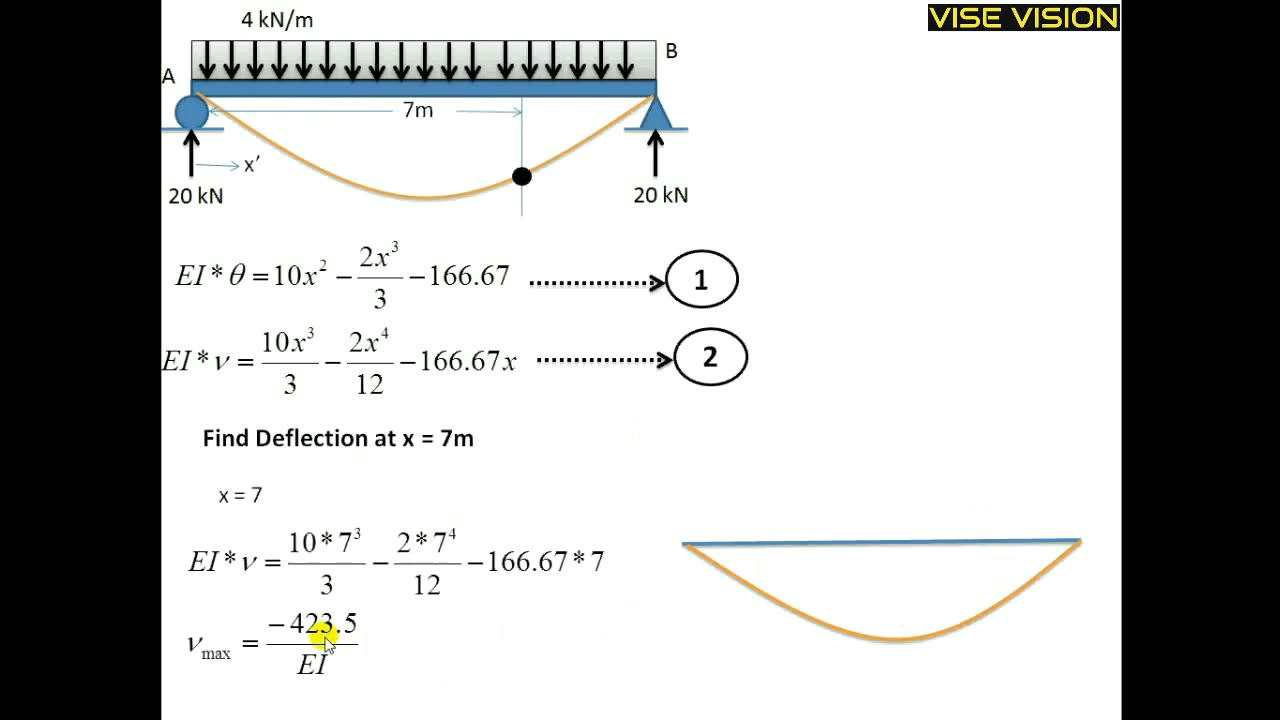 VISE VISION
4 kN/m
A
B
7m
x’
20 kN
20 kN
EI * θ = 10x² − 2x³/3 − 166.67
1
EI * ν = 10x³/3 − 2x⁴/12 − 166.67x
2
Find Deflection at x = 7m
x = 7
EI * ν = 10 * 7³/3 − 2 * 7⁴/12 − 166.67 * 7
ν max = −423.5/EI